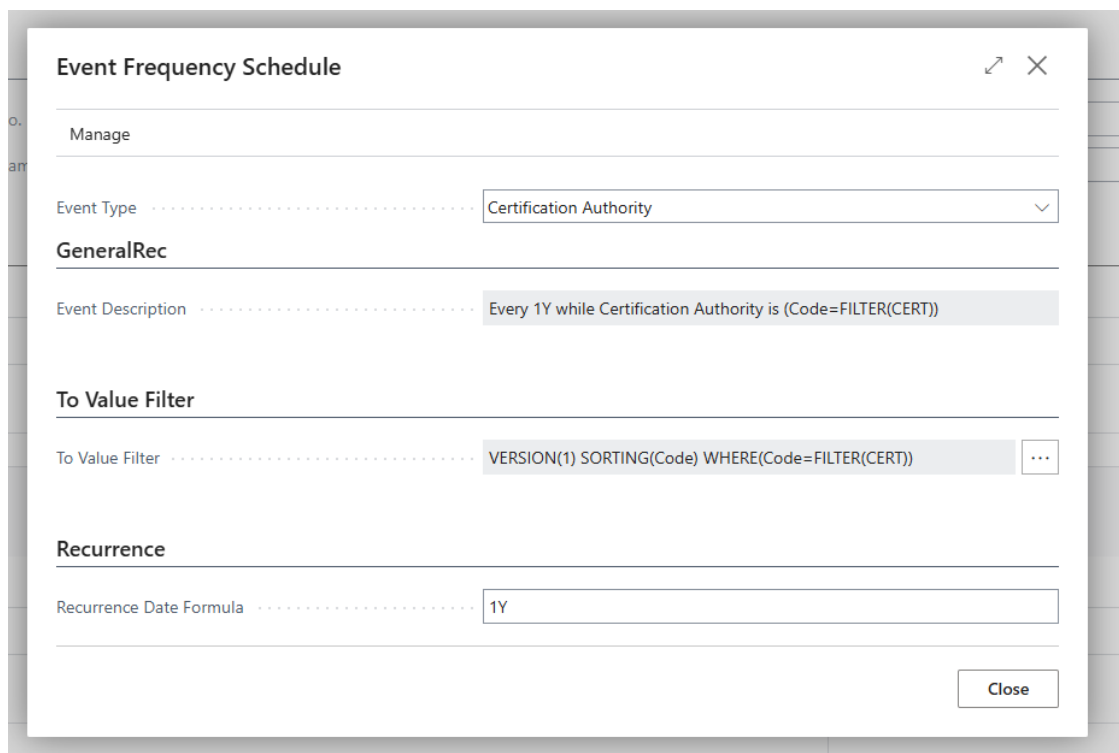 Event Frequency Schedule
o.
Manage
am
Event Type
Certification Authority
GeneralRec
Event Description
Every 1Y while Certification Authority is (Code=FILTER(CERT))
To Value Filter
To Value Filter
VERSION(1) SORTING(Code) WHERE(Code=FILTER(CERT))
Recurrence
Recurrence Date Formula
1Y
Close